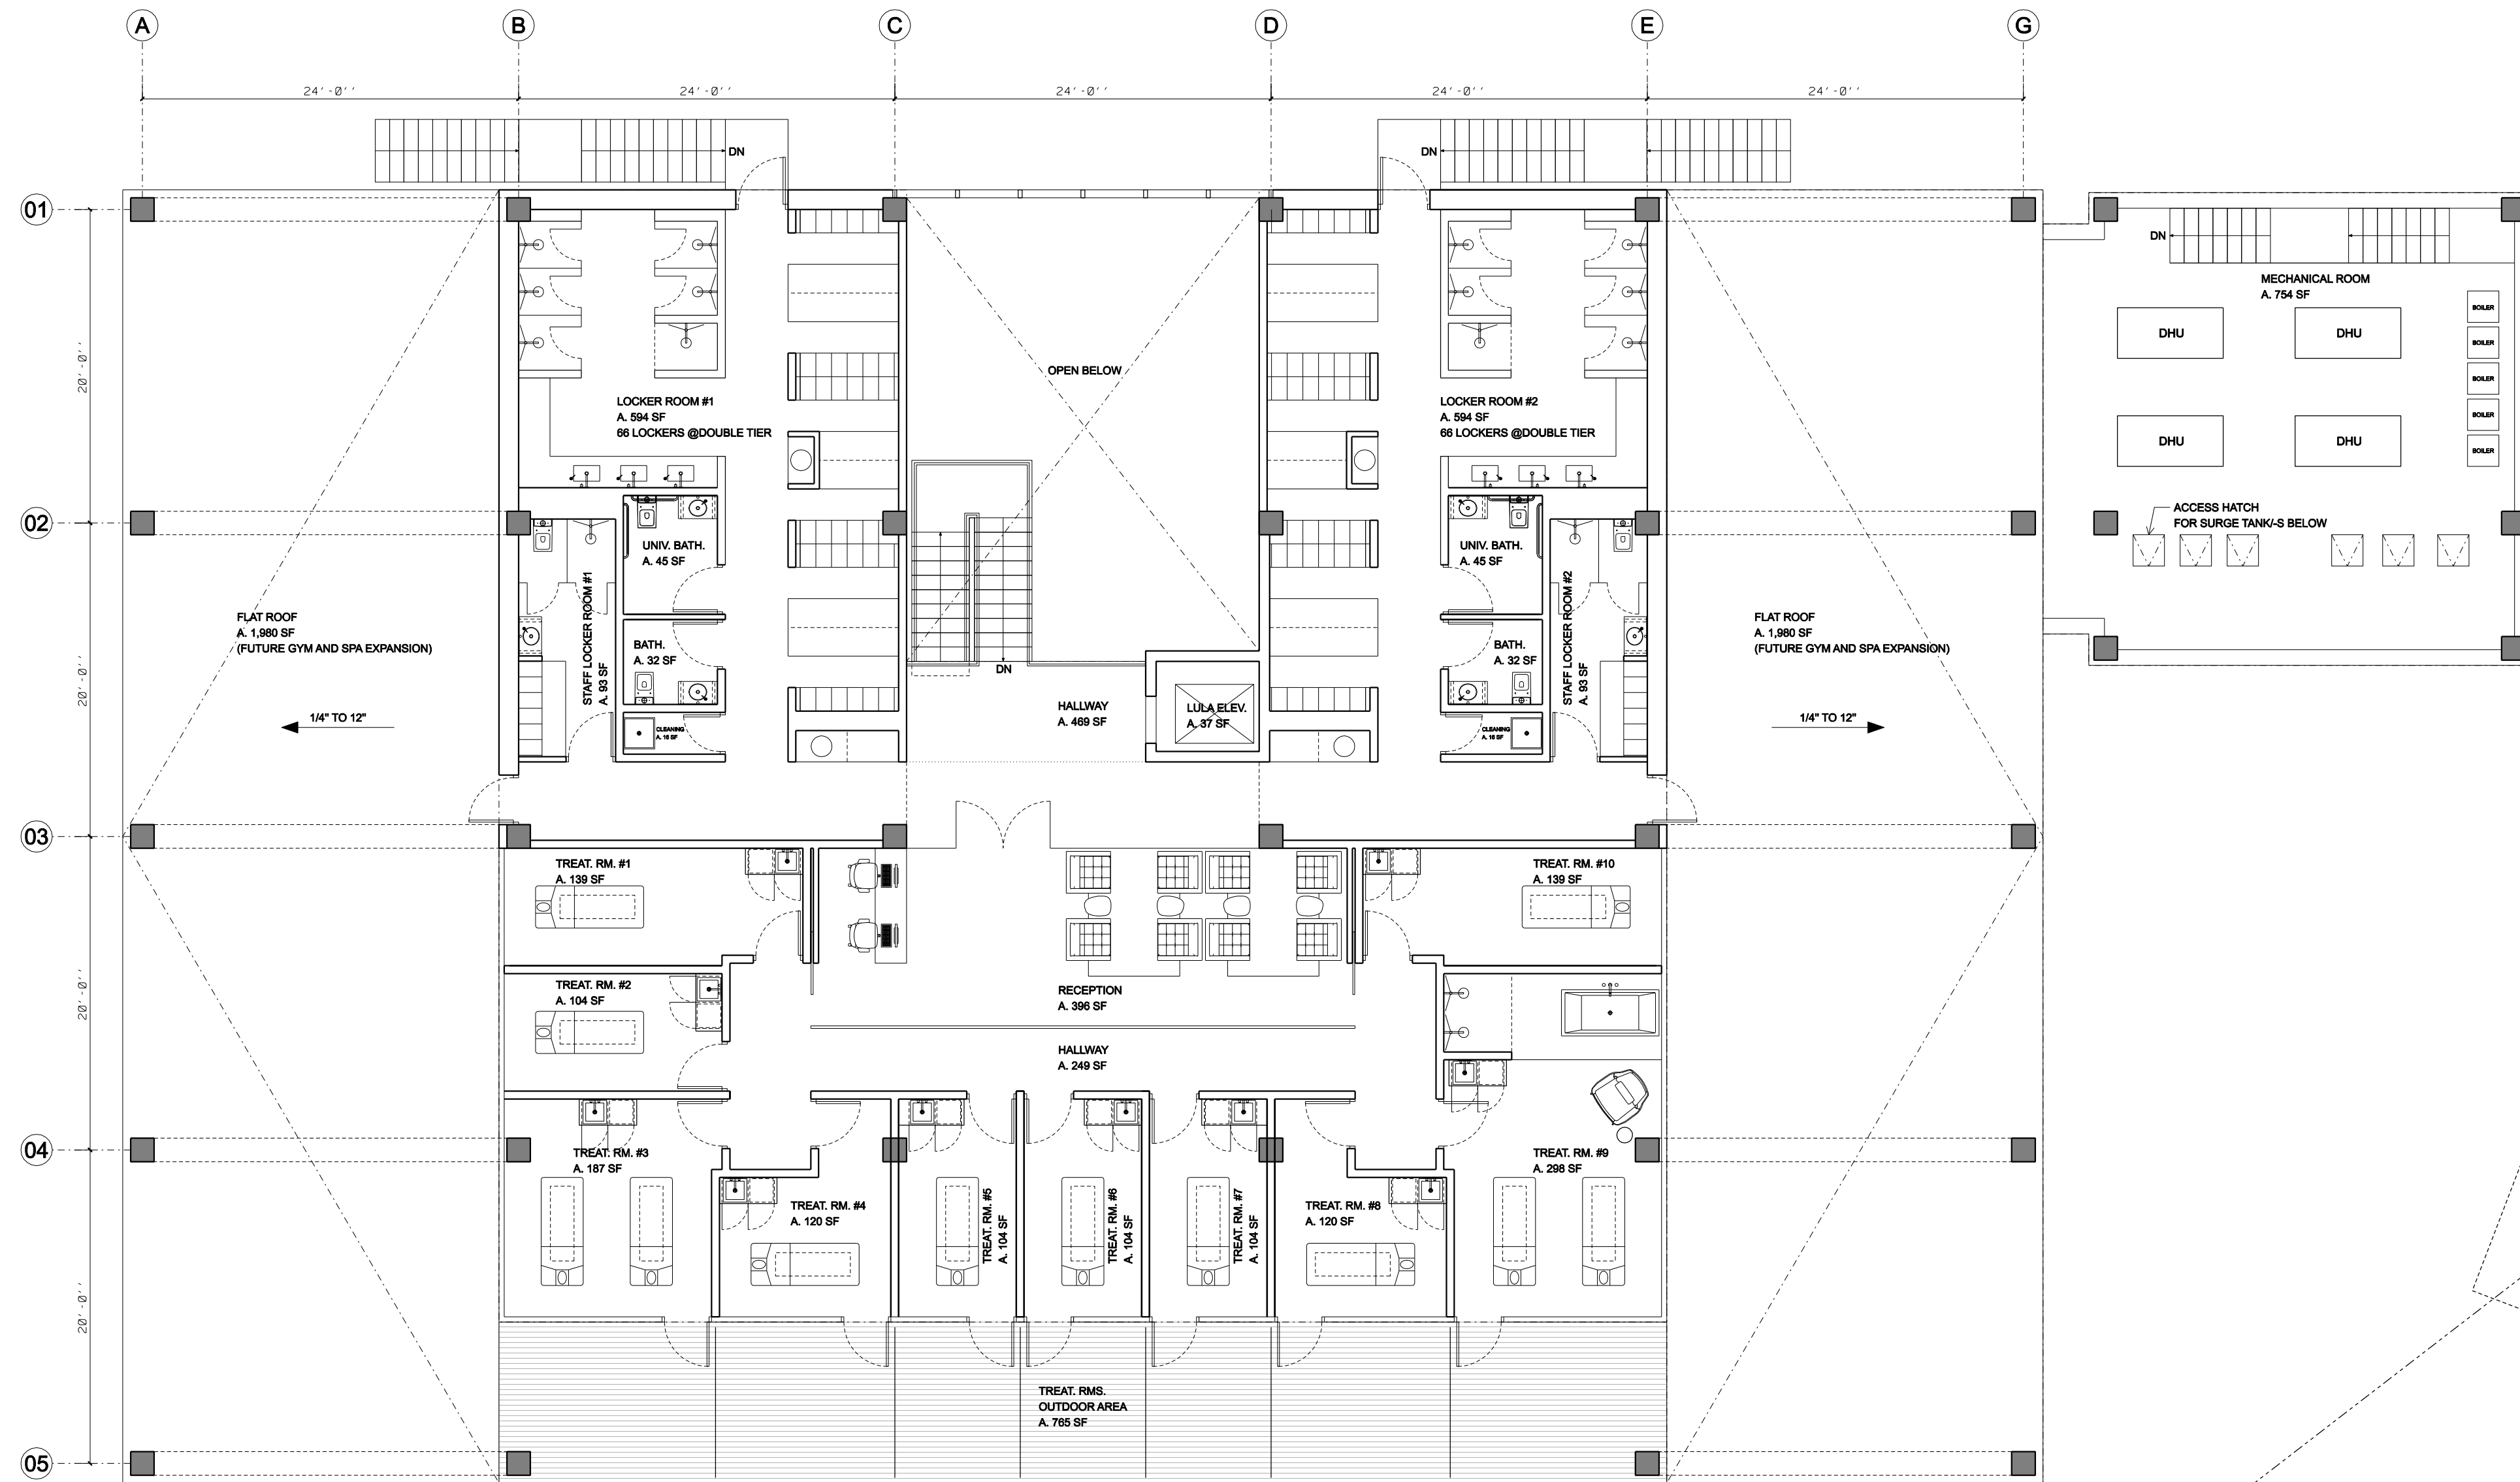 A
B
C
D
E
G
24'-0''
24'-0''
24'-0''
24'-0''
24'-0''
DN
DN
01
02
03
04
05
20'-0''
20'-0''
20'-0''
20'-0''
DN
MECHANICAL ROOM
A. 754 SF
DHU
DHU
DHU
DHU
BOILER
BOILER
BOILER
BOILER
BOILER
ACCESS HATCH
FOR SURGE TANK/-S BELOW
OPEN BELOW
LOCKER ROOM #1
A. 594 SF
66 LOCKERS @DOUBLE TIER
LOCKER ROOM #2
A. 594 SF
66 LOCKERS @DOUBLE TIER
UNIV. BATH.
A. 45 SF
UNIV. BATH.
A. 45 SF
STAFF LOCKER ROOM #1
A. 93 SF
STAFF LOCKER ROOM #2
A. 93 SF
FLAT ROOF
A. 1,980 SF
(FUTURE GYM AND SPA EXPANSION)
FLAT ROOF
A. 1,980 SF
(FUTURE GYM AND SPA EXPANSION)
BATH.
A. 32 SF
BATH.
A. 32 SF
DN
HALLWAY
A. 469 SF
LULA ELEV.
A. 37 SF
1/4" TO 12"
1/4" TO 12"
CLEANING
A. 16 SF
CLEANING
A. 16 SF
TREAT. RM. #1
A. 139 SF
TREAT. RM. #10
A. 139 SF
TREAT. RM. #2
A. 104 SF
RECEPTION
A. 396 SF
HALLWAY
A. 249 SF
TREAT. RM. #3
A. 187 SF
TREAT. RM. #9
A. 298 SF
TREAT. RM. #4
A. 120 SF
TREAT. RM. #5
A. 104 SF
TREAT. RM. #6
A. 104 SF
TREAT. RM. #7
A. 104 SF
TREAT. RM. #8
A. 120 SF
TREAT. RMS.
OUTDOOR AREA
A. 765 SF